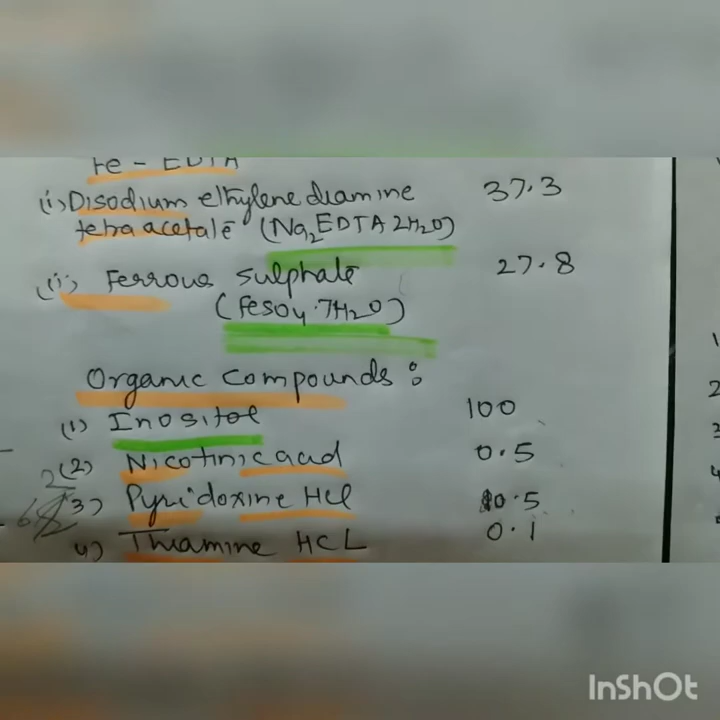 Fe - EDTA
(i) Disodium ethylene diamine 37.3
tetra acetate (Na2EDTA 2H2O)
(ii) Ferrous sulphate 27.8
(FeSO4.7H2O)
Organic Compounds :
(1) Inositol 100
(2) Nicotinic acid 0.5
(3) Pyridoxine HCl 0.5
4) Thiamine HCL 0.1
InShOt